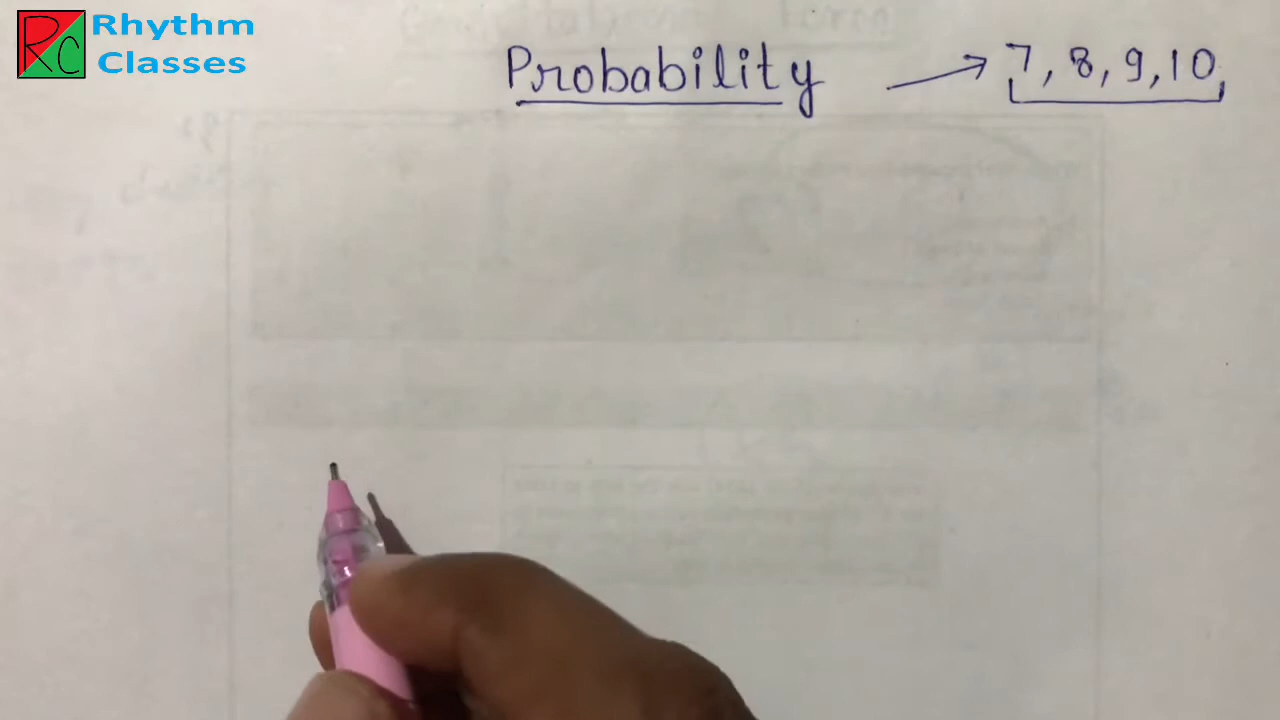 Rhythm
Classes
Probability → 7, 8, 9, 10